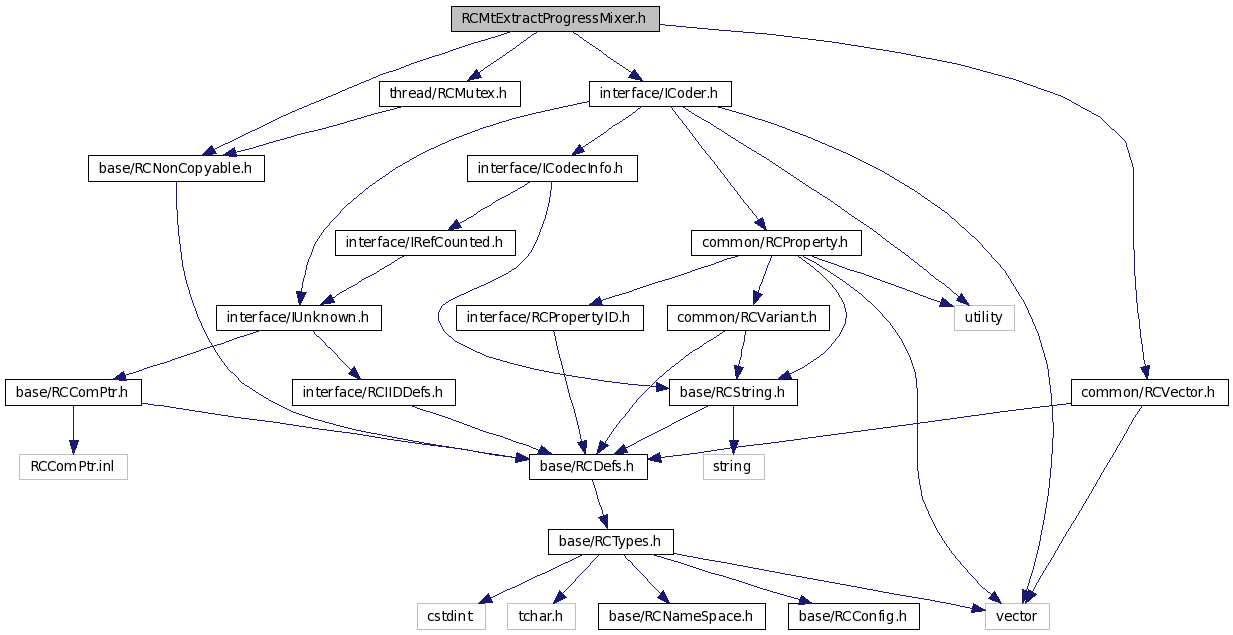 RCMtExtractProgressMixer.h
thread/RCMutex.h
interface/ICoder.h
base/RCNonCopyable.h
interface/ICodecInfo.h
interface/IRefCounted.h
common/RCProperty.h
interface/IUnknown.h
interface/RCPropertyID.h
common/RCVariant.h
utility
base/RCComPtr.h
interface/RCIIDDefs.h
base/RCString.h
common/RCVector.h
RCComPtr.inl
base/RCDefs.h
string
base/RCTypes.h
cstdint
tchar.h
base/RCNameSpace.h
base/RCConfig.h
vector